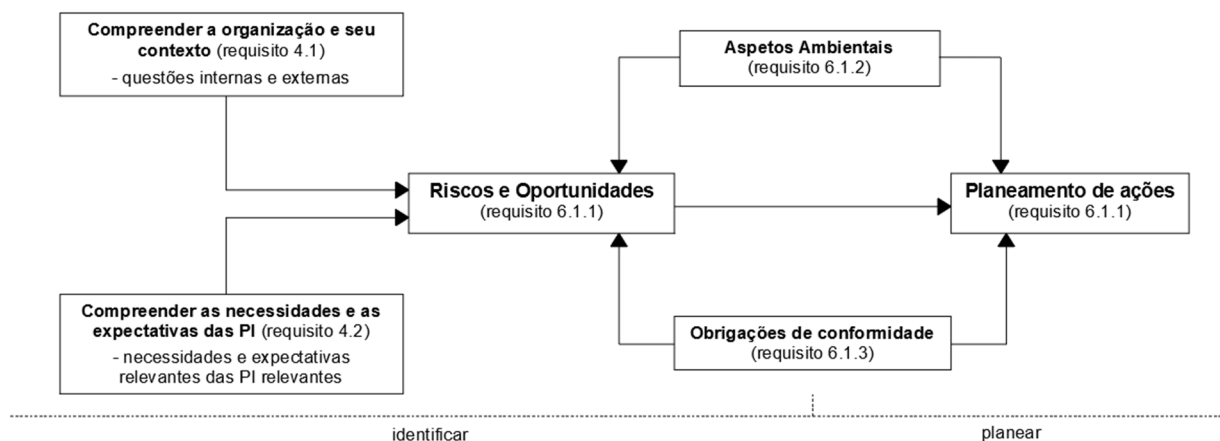 Compreender a organização e seu
contexto (requisito 4.1)
- questões internas e externas
Aspetos Ambientais
(requisito 6.1.2)
Riscos e Oportunidades
(requisito 6.1.1)
Planeamento de ações
(requisito 6.1.1)
Compreender as necessidades e as
expectativas das PI (requisito 4.2)
- necessidades e expectativas
relevantes das PI relevantes
Obrigações de conformidade
(requisito 6.1.3)
identificar
planear